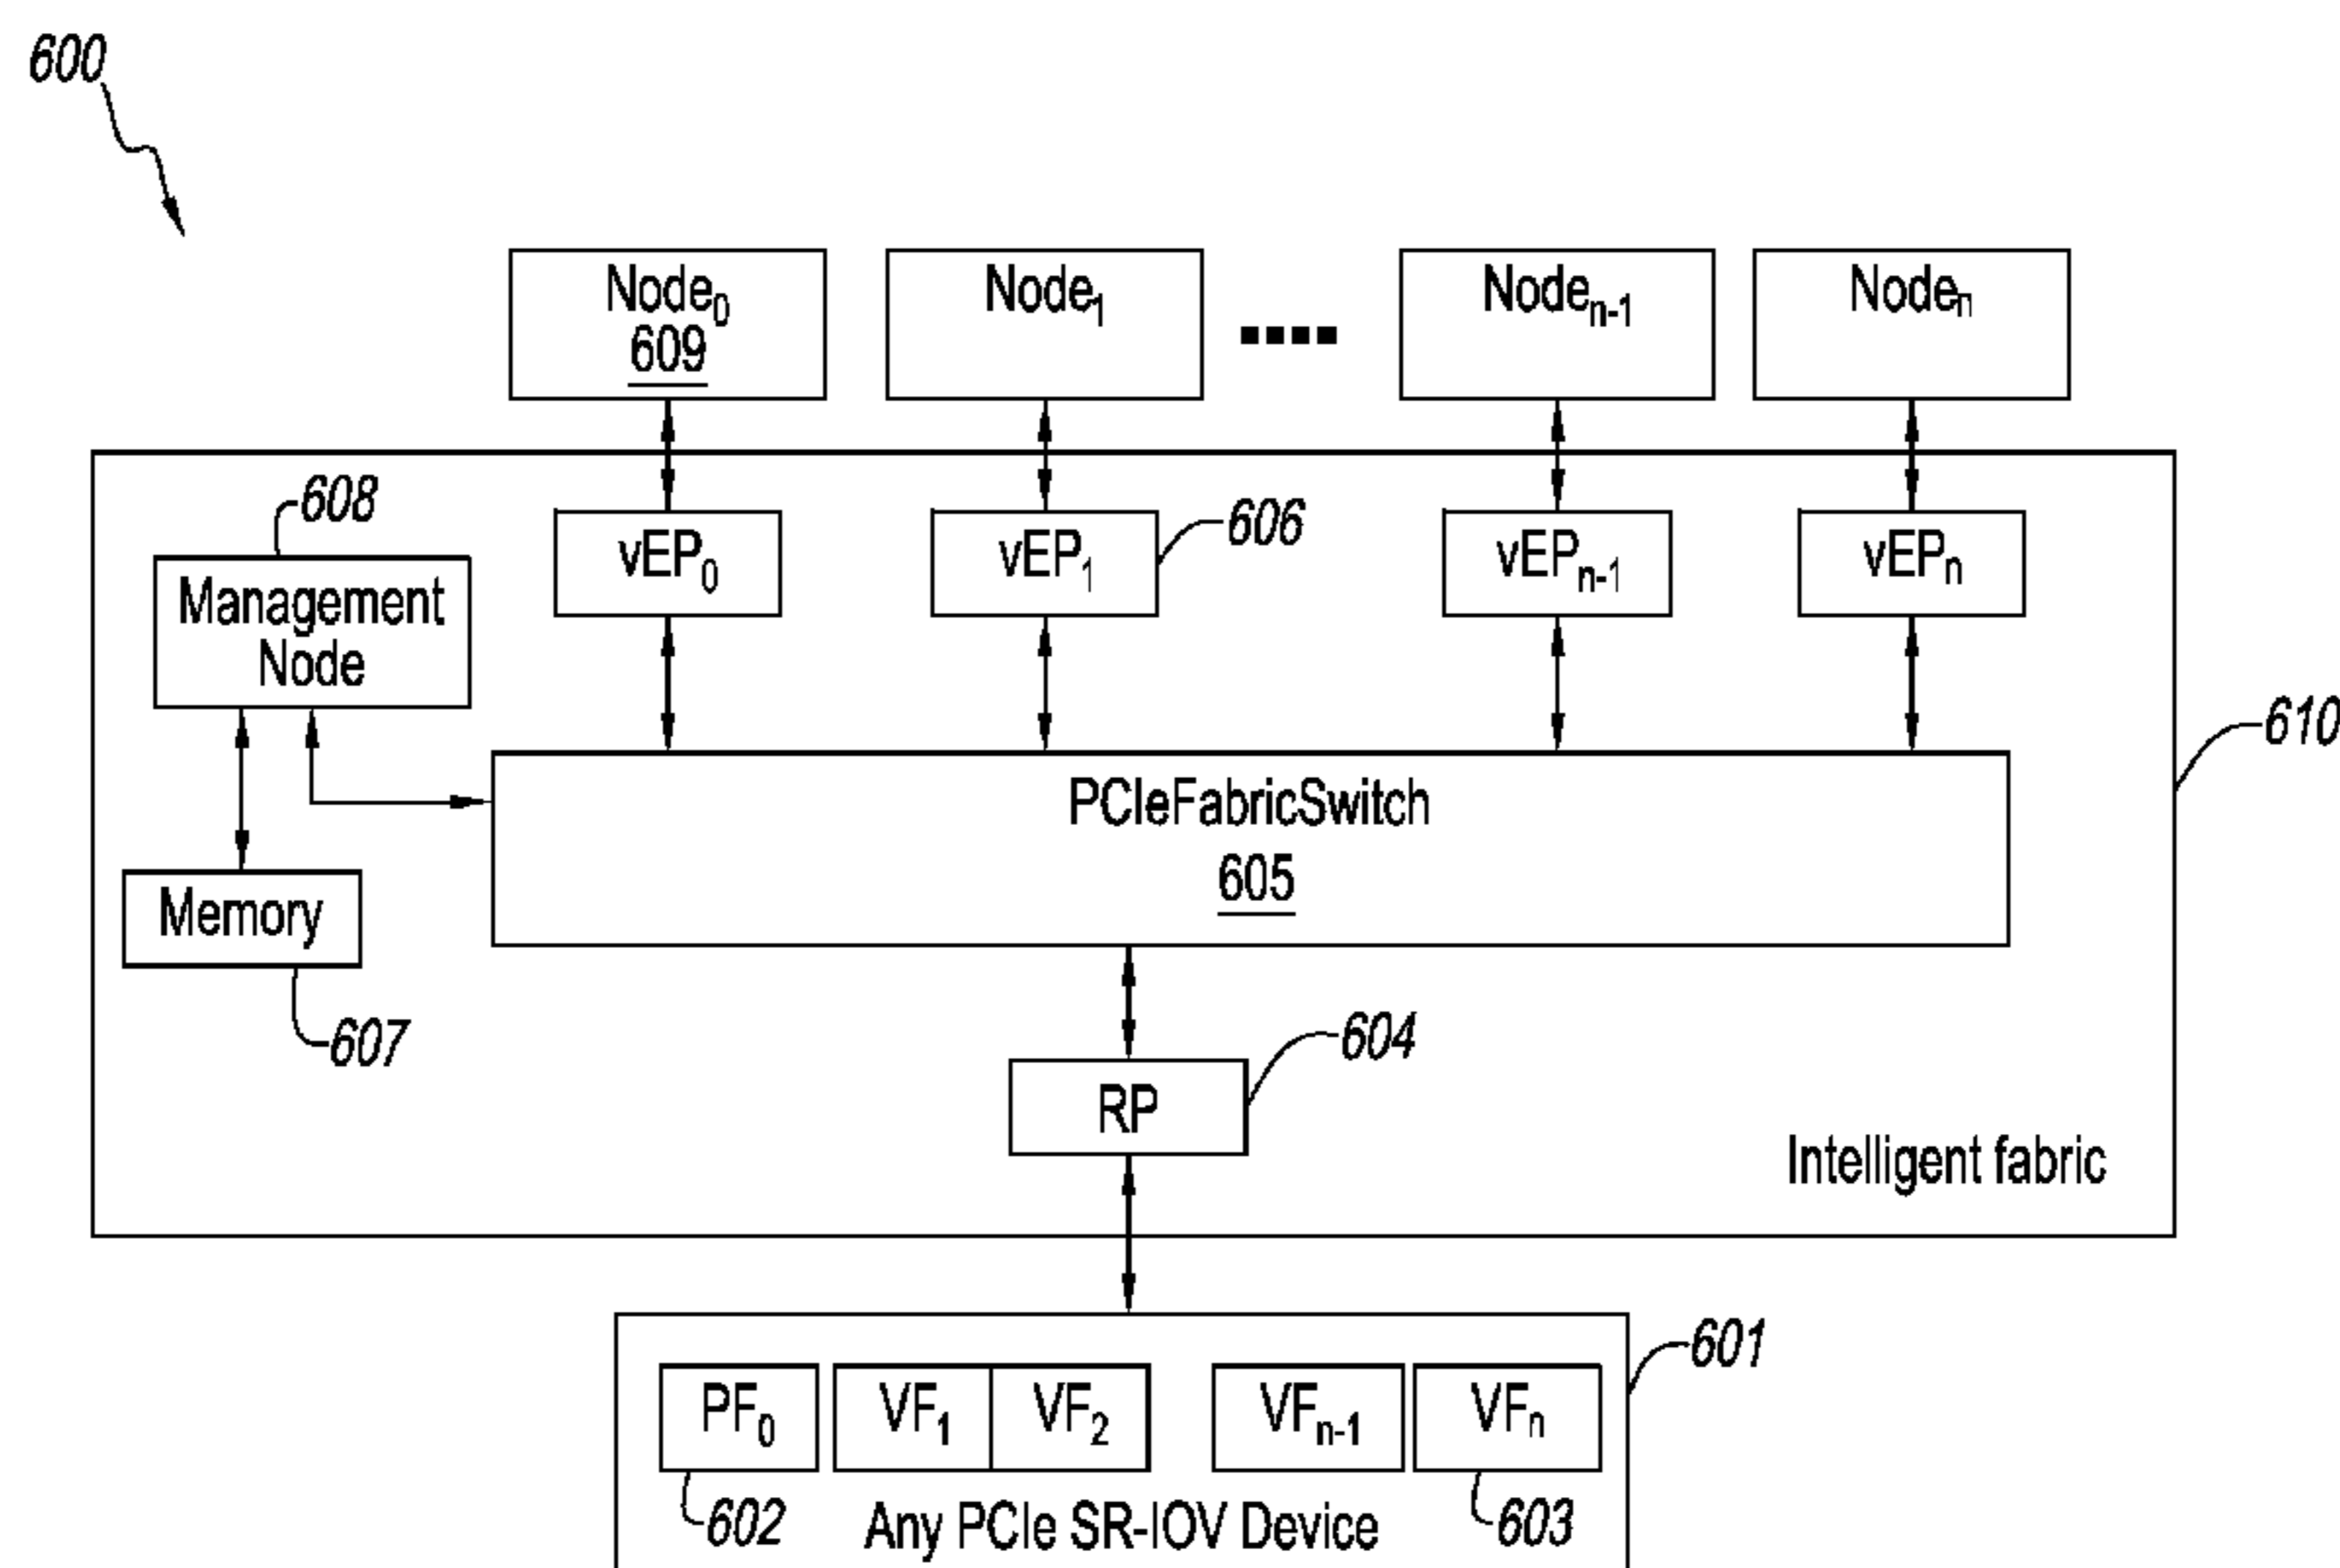 600
Node0 Node1 Noden-1 Noden
609
608
606
vEP0 vEP1 vEPn-1 vEPn
Management
Node
610
PCIeFabricSwitch
605
Memory
607
604
RP
Intelligent fabric
601
PF0 VF1 VF2 VFn-1 VFn
602
603
Any PCIe SR-IOV Device